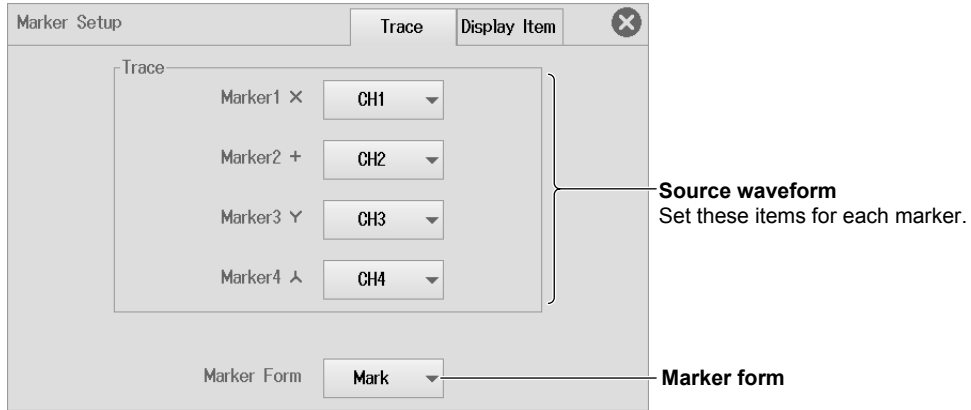 Marker Setup
Trace
Display Item
Trace
Marker1 ×
CH1
Marker2 +
CH2
Marker3 Y
CH3
Marker4 ⅄
CH4
Source waveform
Set these items for each marker.
Marker Form
Mark
Marker form